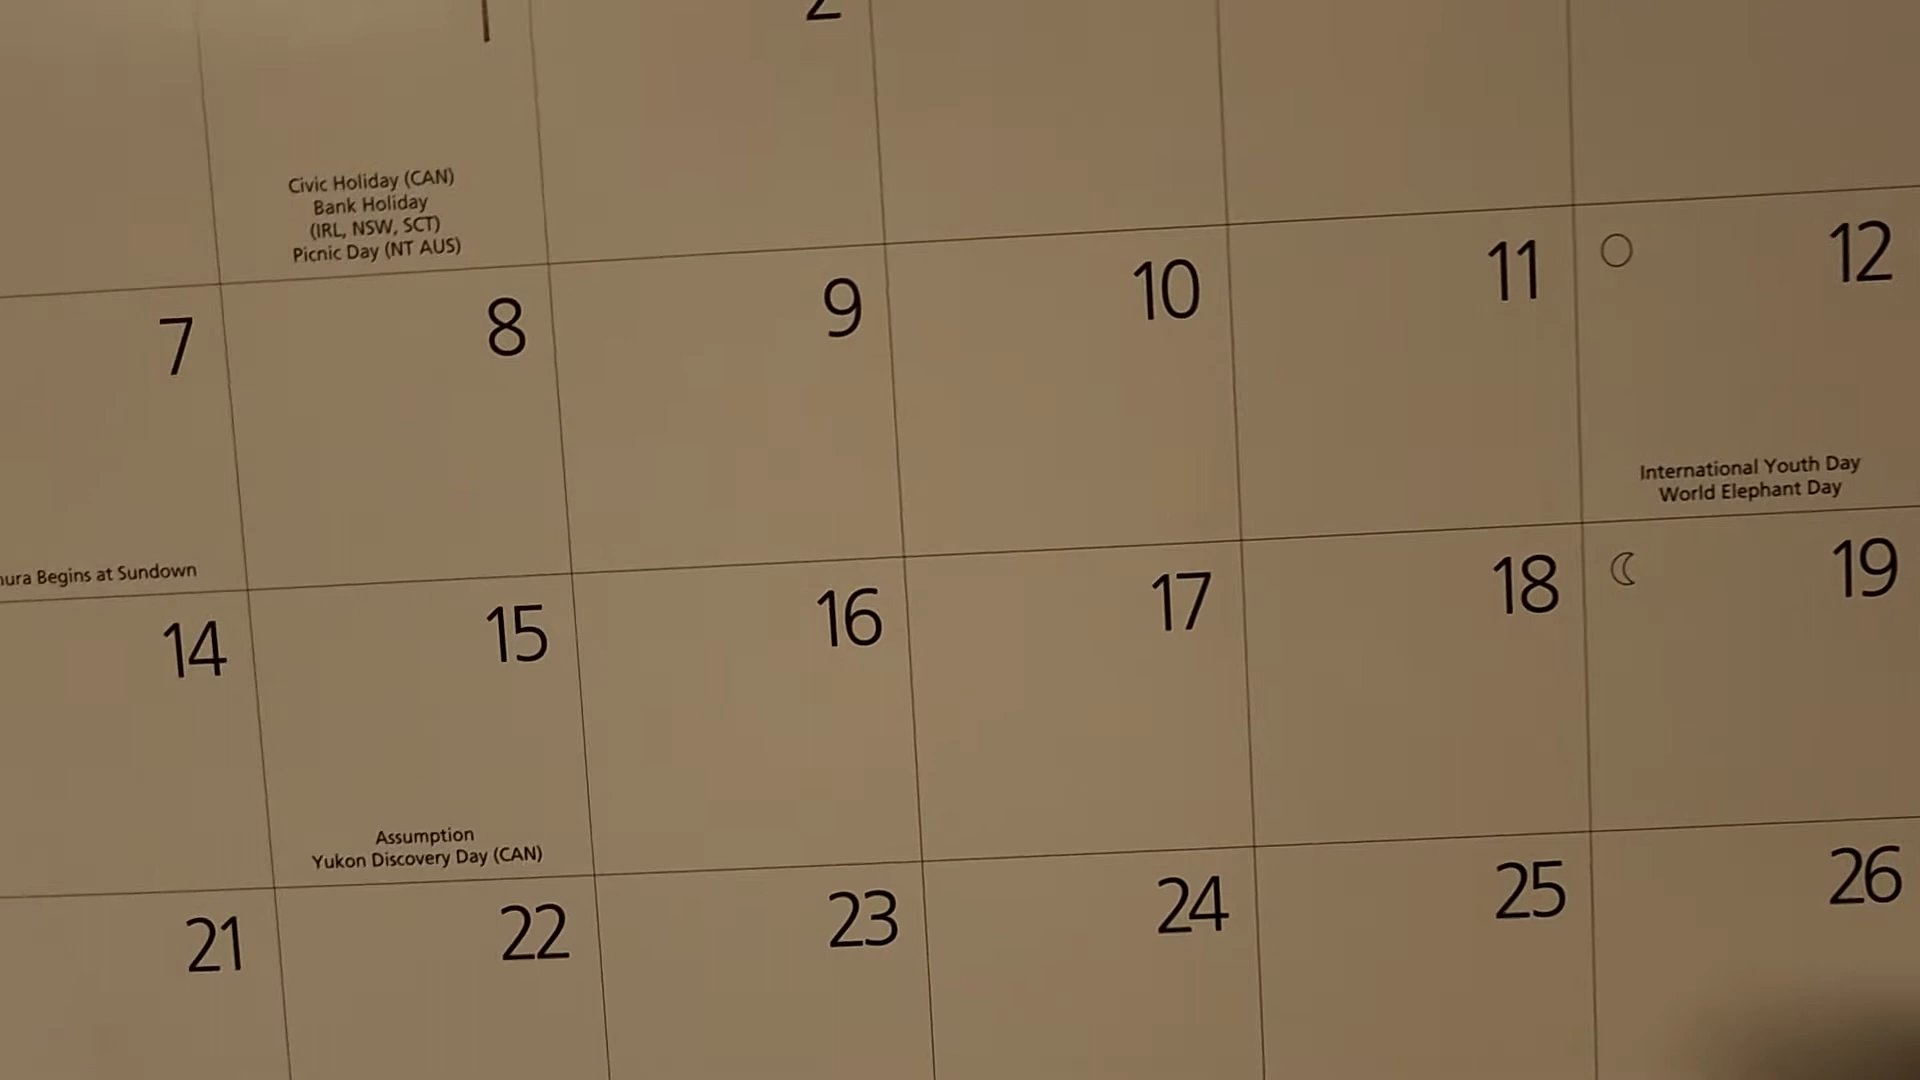 2
Civic Holiday (CAN)
Bank Holiday
(IRL, NSW, SCT)
Picnic Day (NT AUS)
7 8 9 10 11 12
International Youth Day
World Elephant Day
Begins at Sundown
14 15 16 17 18 19
Assumption
Yukon Discovery Day (CAN)
21 22 23 24 25 26